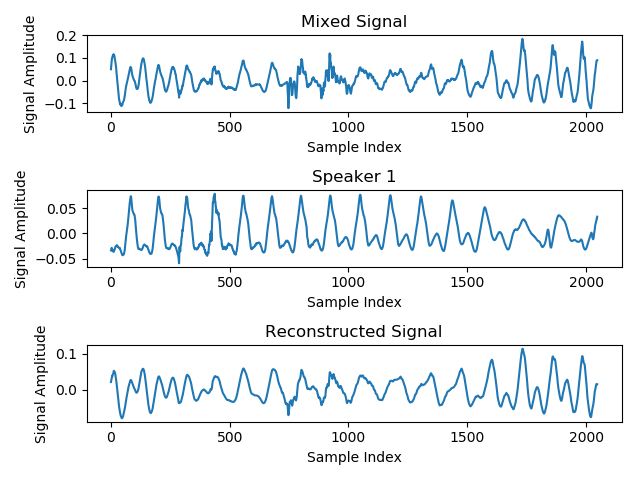 Mixed Signal
Signal Amplitude
0.2
0.1
0.0
−0.1
0
500
1000
1500
2000
Sample Index
Speaker 1
Signal Amplitude
0.05
0.00
−0.05
0
500
1000
1500
2000
Sample Index
Reconstructed Signal
Signal Amplitude
0.1
0.0
0
500
1000
1500
2000
Sample Index